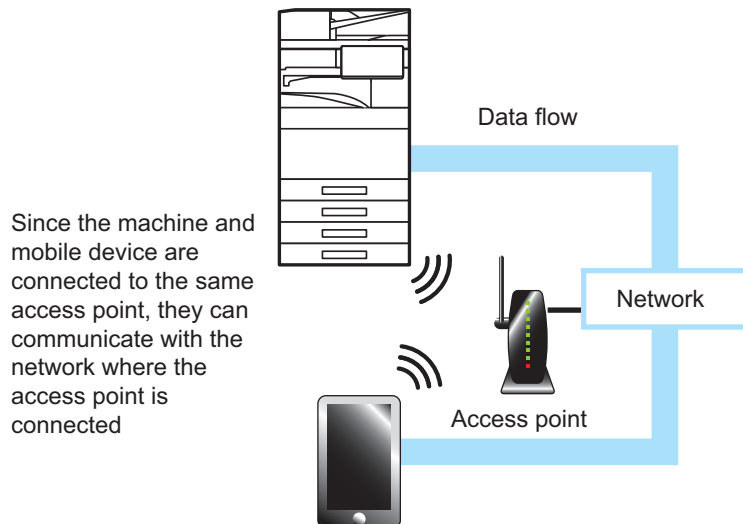 Data flow
Since the machine and
mobile device are
connected to the same
access point, they can
communicate with the
network where the
access point is
connected
Network
Access point